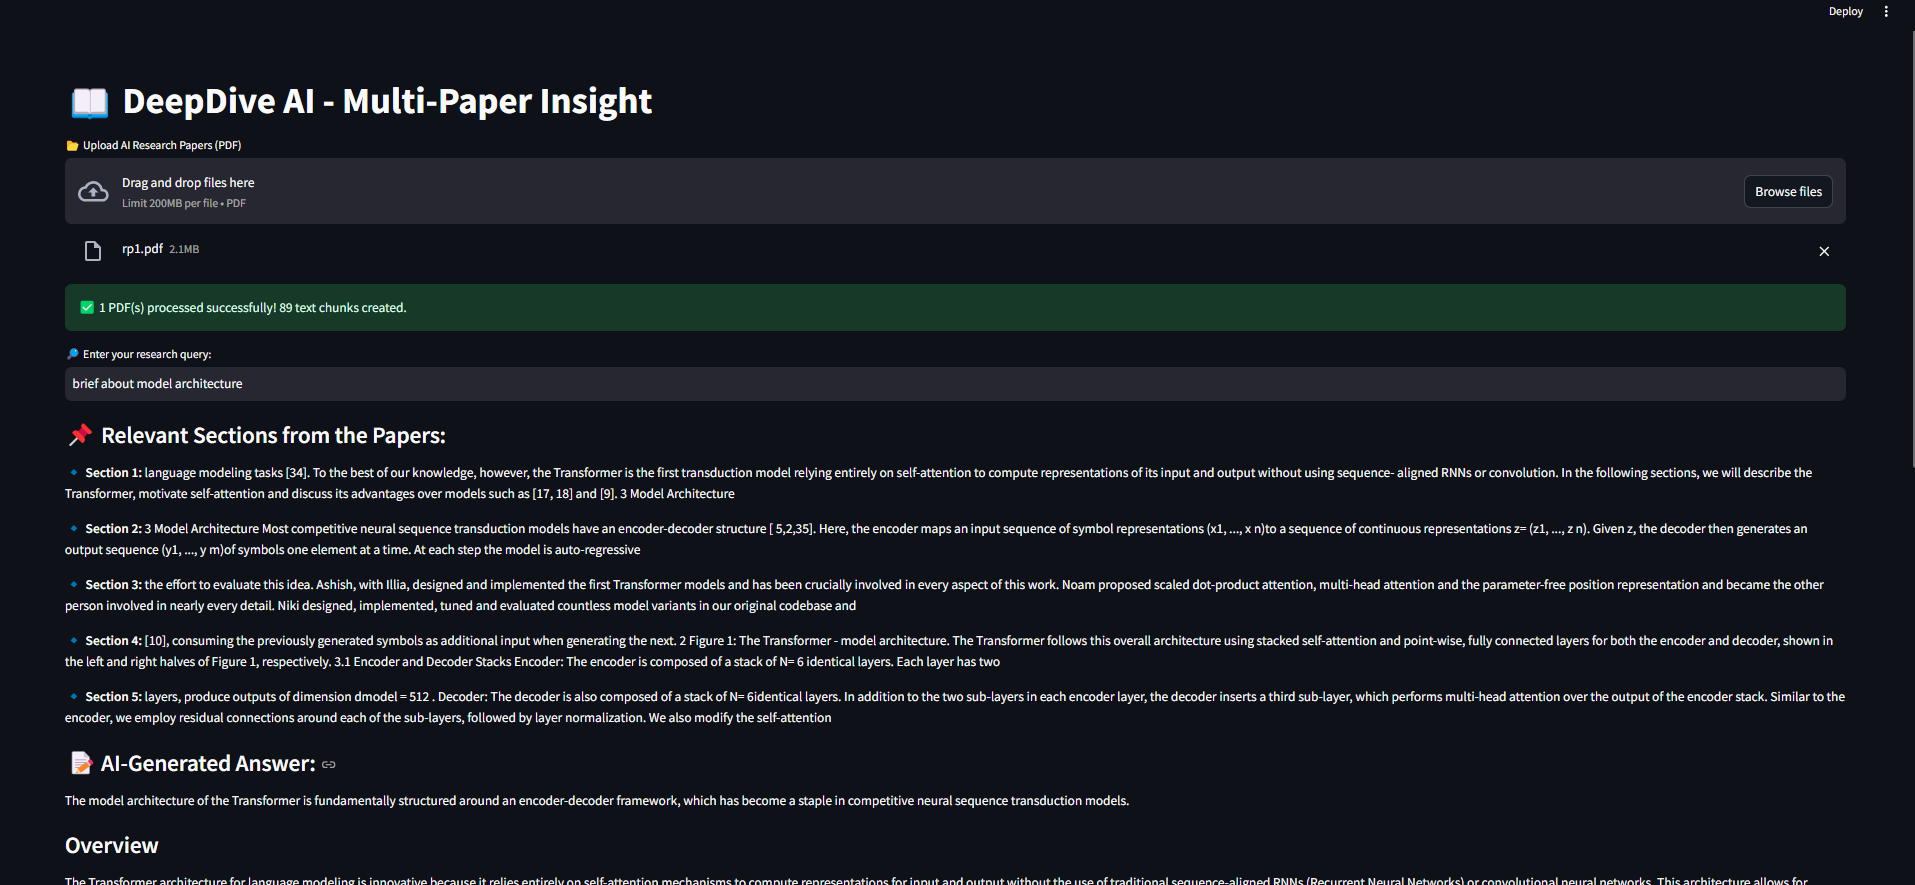 Deploy
DeepDive AI - Multi-Paper Insight
Upload AI Research Papers (PDF)
Drag and drop files here
Limit 200MB per file • PDF
Browse files
rp1.pdf 2.1MB
1 PDF(s) processed successfully! 89 text chunks created.
Enter your research query:
brief about model architecture
Relevant Sections from the Papers:
Section 1: language modeling tasks [34]. To the best of our knowledge, however, the Transformer is the first transduction model relying entirely on self-attention to compute representations of its input and output without using sequence- aligned RNNs or convolution. In the following sections, we will describe the
Transformer, motivate self-attention and discuss its advantages over models such as [17, 18] and [9]. 3 Model Architecture
Section 2: 3 Model Architecture Most competitive neural sequence transduction models have an encoder-decoder structure [ 5,2,35]. Here, the encoder maps an input sequence of symbol representations (x1, ..., x n)to a sequence of continuous representations z= (z1, ..., z n). Given z, the decoder then generates an
output sequence (y1, ..., y m)of symbols one element at a time. At each step the model is auto-regressive
Section 3: the effort to evaluate this idea. Ashish, with Illia, designed and implemented the first Transformer models and has been crucially involved in every aspect of this work. Noam proposed scaled dot-product attention, multi-head attention and the parameter-free position representation and became the other
person involved in nearly every detail. Niki designed, implemented, tuned and evaluated countless model variants in our original codebase and
Section 4: [10], consuming the previously generated symbols as additional input when generating the next. 2 Figure 1: The Transformer - model architecture. The Transformer follows this overall architecture using stacked self-attention and point-wise, fully connected layers for both the encoder and decoder, shown in
the left and right halves of Figure 1, respectively. 3.1 Encoder and Decoder Stacks Encoder: The encoder is composed of a stack of N= 6 identical layers. Each layer has two
Section 5: layers, produce outputs of dimension dmodel = 512 . Decoder: The decoder is also composed of a stack of N= 6identical layers. In addition to the two sub-layers in each encoder layer, the decoder inserts a third sub-layer, which performs multi-head attention over the output of the encoder stack. Similar to the
encoder, we employ residual connections around each of the sub-layers, followed by layer normalization. We also modify the self-attention
AI-Generated Answer:
The model architecture of the Transformer is fundamentally structured around an encoder-decoder framework, which has become a staple in competitive neural sequence transduction models.
Overview
The Transformer architecture for language modeling is innovative because it relies entirely on self-attention mechanisms to compute representations for input and output without the use of traditional sequence-aligned RNNs (Recurrent Neural Networks) or convolutional neural networks. This architecture allows for